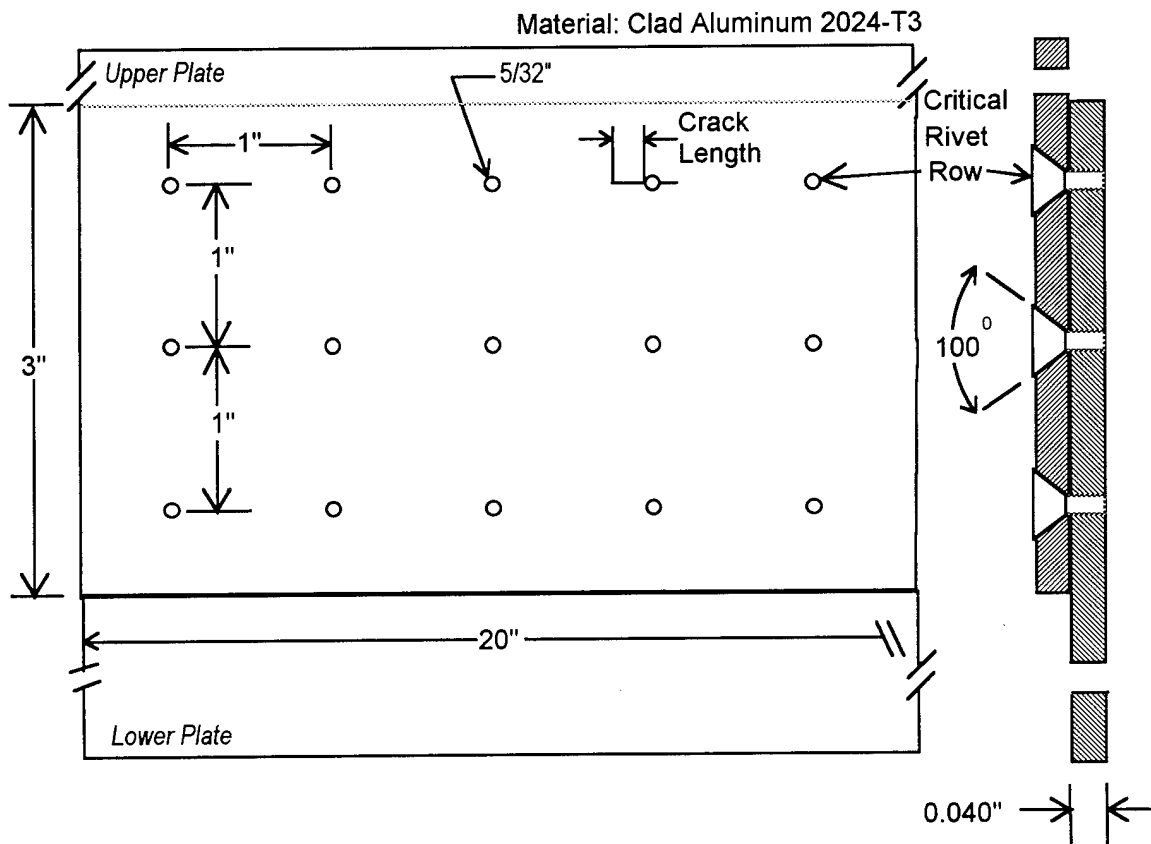 Material: Clad Aluminum 2024-T3
Upper Plate
5/32"
Critical
Rivet
Row
Crack
Length
1"
1"
3"
100 0
1"
20"
Lower Plate
0.040"